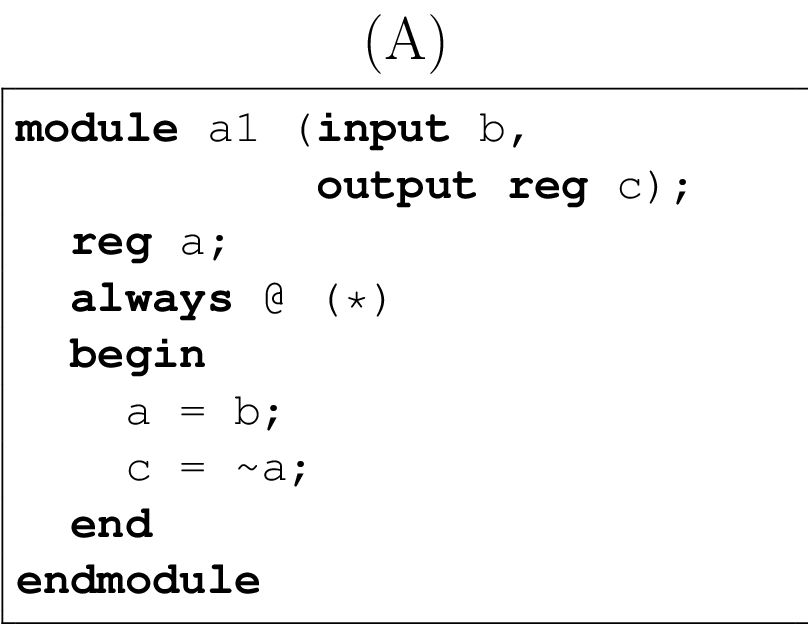 (A)
module a1 (input b,
           output reg c);
  reg a;
  always @ (*)
  begin
    a = b;
    c = ~a;
  end
endmodule